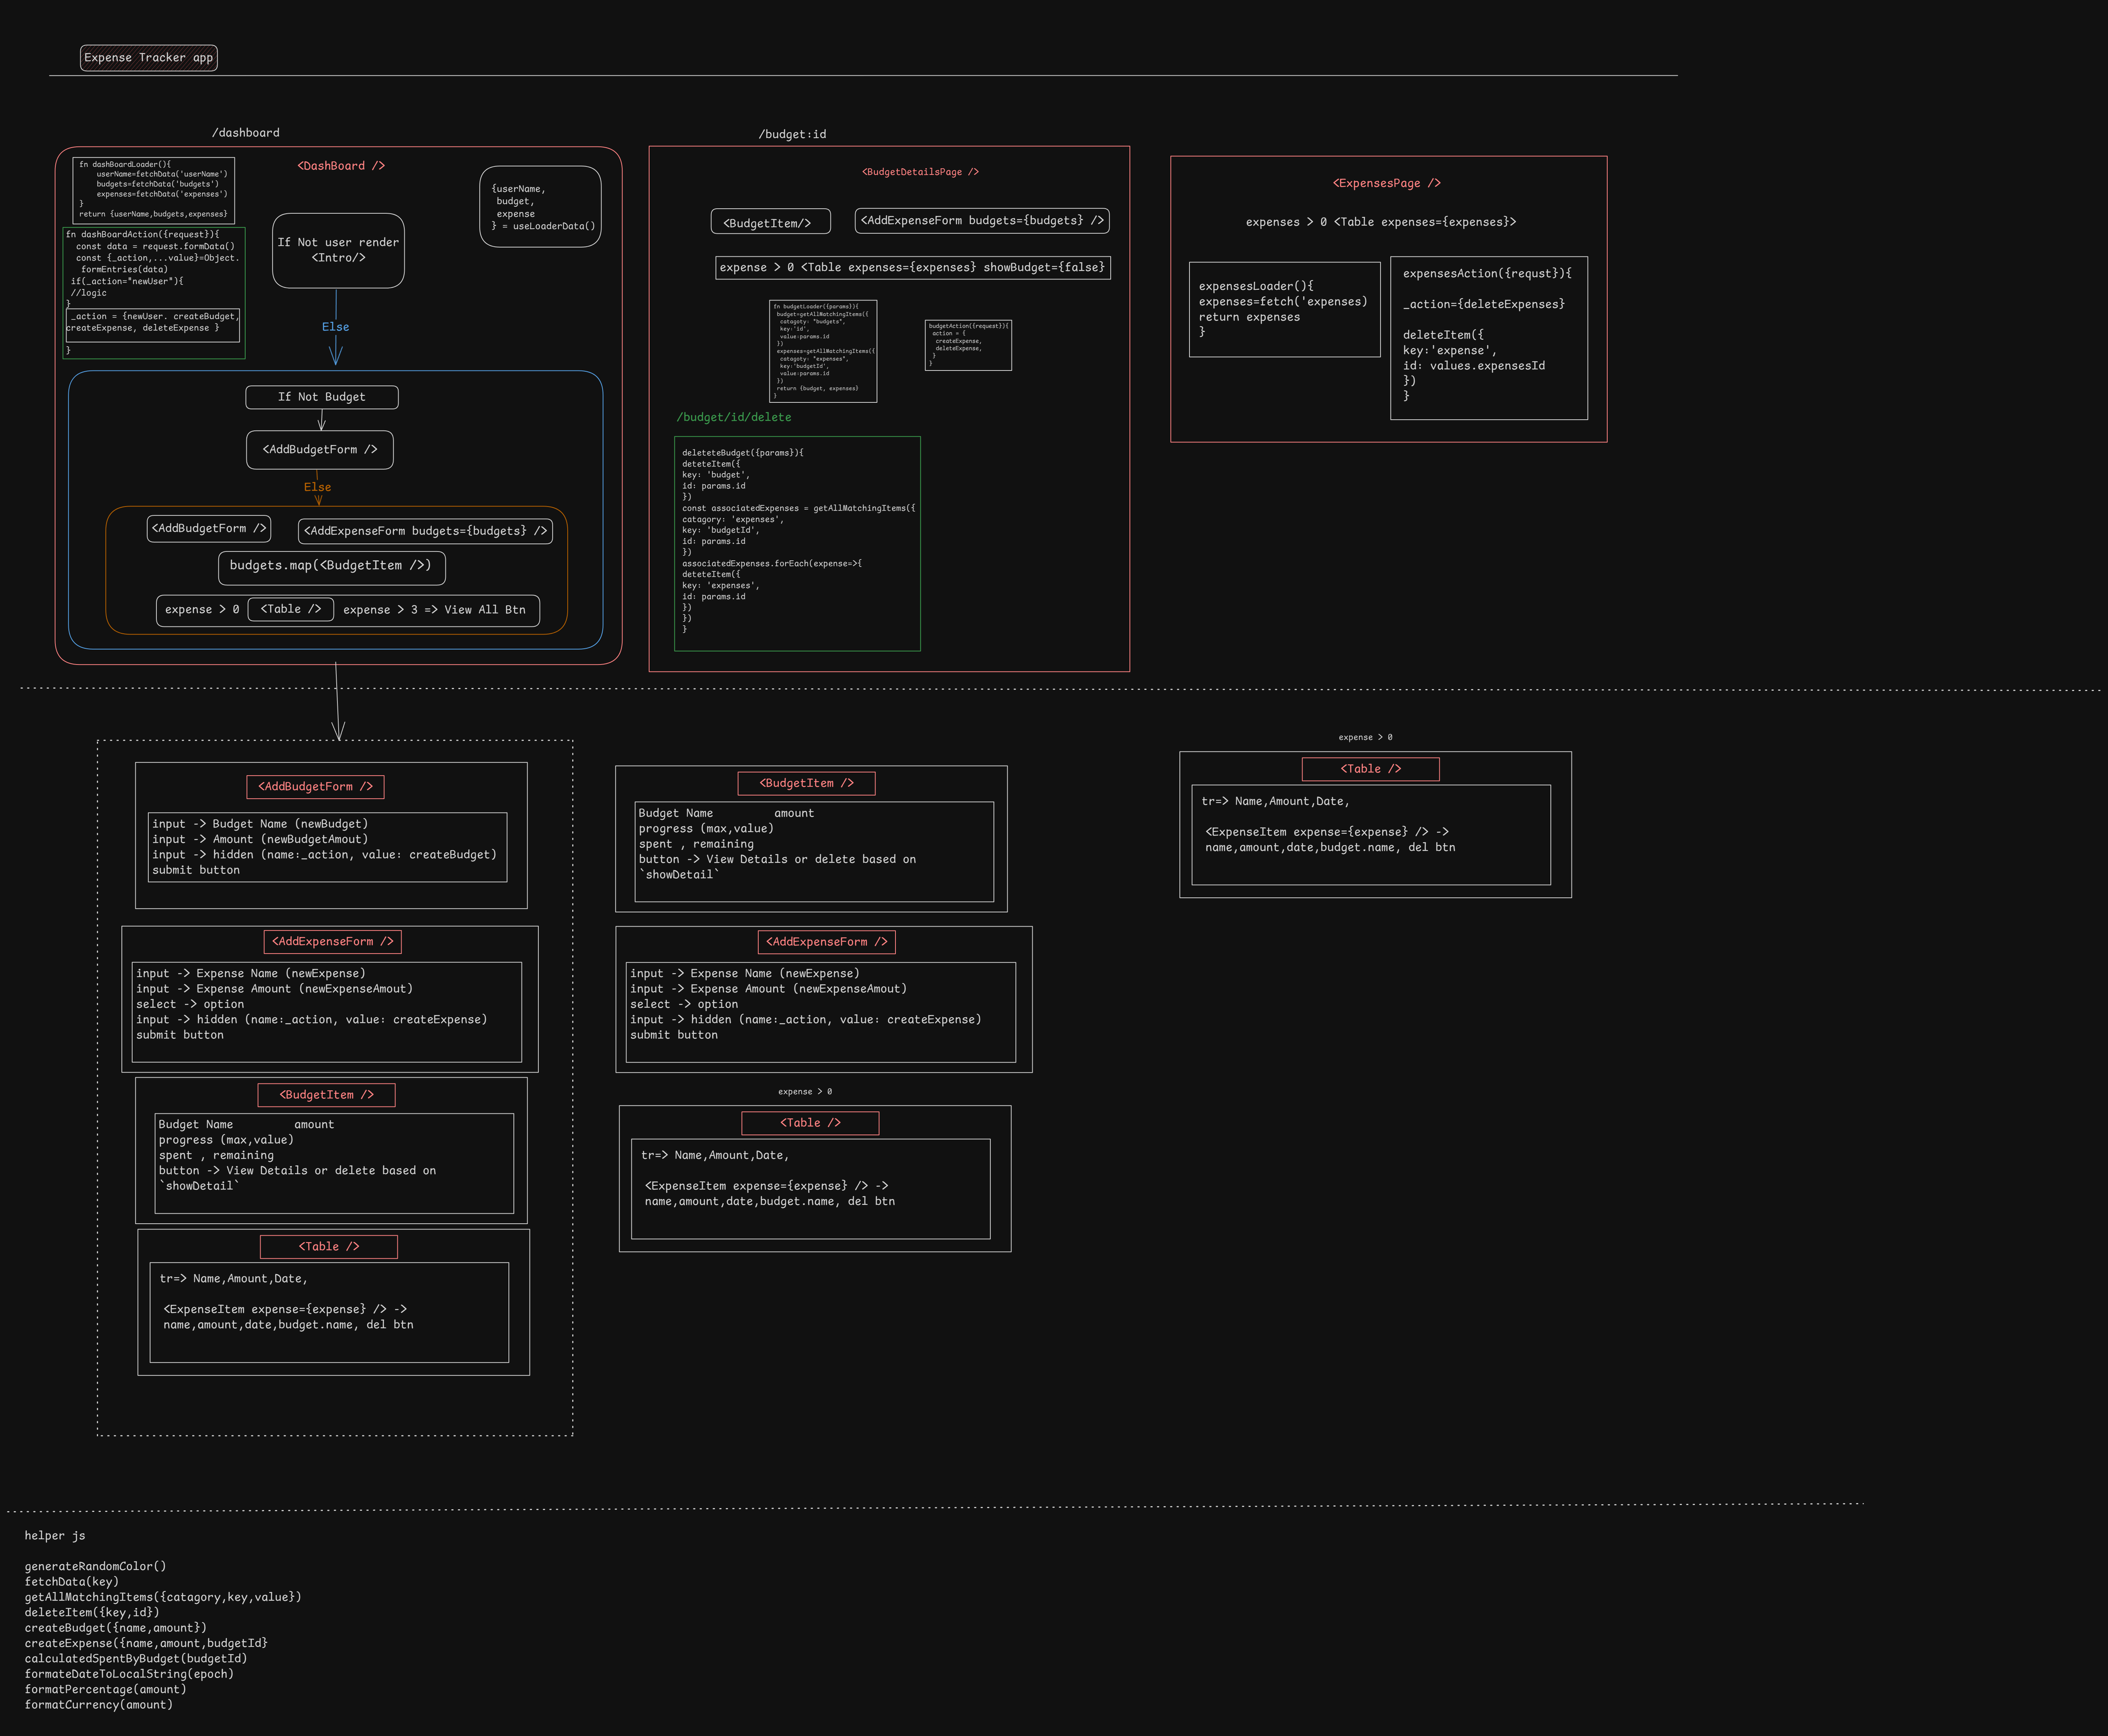 Expense Tracker app
/dashboard
<DashBoard />
fn dashBoardLoader(){
userName=fetchData('userName')
budgets=fetchData('budgets')
expenses=fetchData('expenses')
}
return {userName,budgets,expenses}
fn dashBoardAction({request}){
const data = request.formData()
const {_action,...value}=Object.
formEntries(data)
if(_action="newUser"){
//logic
}
_action = {newUser. createBudget,
createExpense, deleteExpense }
}
If Not user render
<Intro/>
{userName,
budget,
expense
} = useLoaderData()
Else
If Not Budget
<AddBudgetForm />
Else
<AddBudgetForm />
<AddExpenseForm budgets={budgets} />
budgets.map(<BudgetItem />)
expense > 0
<Table />
expense > 3 => View All Btn
/budget:id
<BudgetDetailsPage />
<BudgetItem/>
<AddExpenseForm budgets={budgets} />
expense > 0 <Table expenses={expenses} showBudget={false}
fn budgetLoader({params}){
budget=getAllMatchingItems({
catagoty: "budgets",
key:'id',
value:params.id
})
expenses=getAllMatchingItems({
catagoty: "expenses",
key:'budgetId',
value:params.id
})
return {budget, expenses}
}
budgetAction({request}){
action = {
createExpense,
deleteExpense,
}
}
/budget/id/delete
deleteteBudget({params}){
deteteItem({
key: 'budget',
id: params.id
})
const associatedExpenses = getAllMatchingItems({
catagory: 'expenses',
key: 'budgetId',
id: params.id
})
associatedExpenses.forEach(expense=>{
deteteItem({
key: 'expenses',
id: params.id
})
})
}
<ExpensesPage />
expenses > 0 <Table expenses={expenses}>
expensesLoader(){
expenses=fetch('expenses)
return expenses
}
expensesAction({requst}){
_action={deleteExpenses}
deleteItem({
key:'expense',
id: values.expensesId
})
}
<AddBudgetForm />
input -> Budget Name (newBudget)
input -> Amount (newBudgetAmout)
input -> hidden (name:_action, value: createBudget)
submit button
<AddExpenseForm />
input -> Expense Name (newExpense)
input -> Expense Amount (newExpenseAmout)
select -> option
input -> hidden (name:_action, value: createExpense)
submit button
<BudgetItem />
Budget Name amount
progress (max,value)
spent , remaining
button -> View Details or delete based on
`showDetail`
<Table />
tr=> Name,Amount,Date,
<ExpenseItem expense={expense} /> ->
name,amount,date,budget.name, del btn
<BudgetItem />
Budget Name amount
progress (max,value)
spent , remaining
button -> View Details or delete based on
`showDetail`
<AddExpenseForm />
input -> Expense Name (newExpense)
input -> Expense Amount (newExpenseAmout)
select -> option
input -> hidden (name:_action, value: createExpense)
submit button
expense > 0
<Table />
tr=> Name,Amount,Date,
<ExpenseItem expense={expense} /> ->
name,amount,date,budget.name, del btn
expense > 0
<Table />
tr=> Name,Amount,Date,
<ExpenseItem expense={expense} /> ->
name,amount,date,budget.name, del btn
helper js
generateRandomColor()
fetchData(key)
getAllMatchingItems({catagory,key,value})
deleteItem({key,id})
createBudget({name,amount})
createExpense({name,amount,budgetId}
calculatedSpentByBudget(budgetId)
formateDateToLocalString(epoch)
formatPercentage(amount)
formatCurrency(amount)